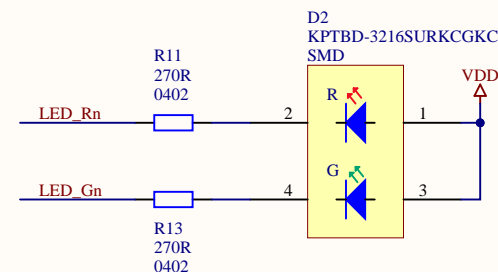 D2
KPTBD-3216SURKCGKC
SMD
R11
270R
0402
VDD
R
LED_Rn
2
1
G
LED_Gn
4
3
R13
270R
0402